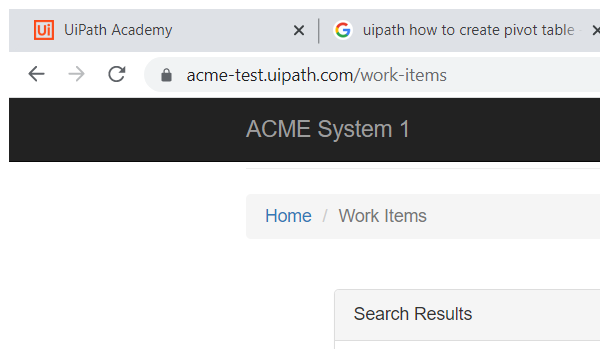 Ui UiPath Academy uipath how to create pivot table
acme-test.uipath.com/work-items
ACME System 1
Home / Work Items
Search Results